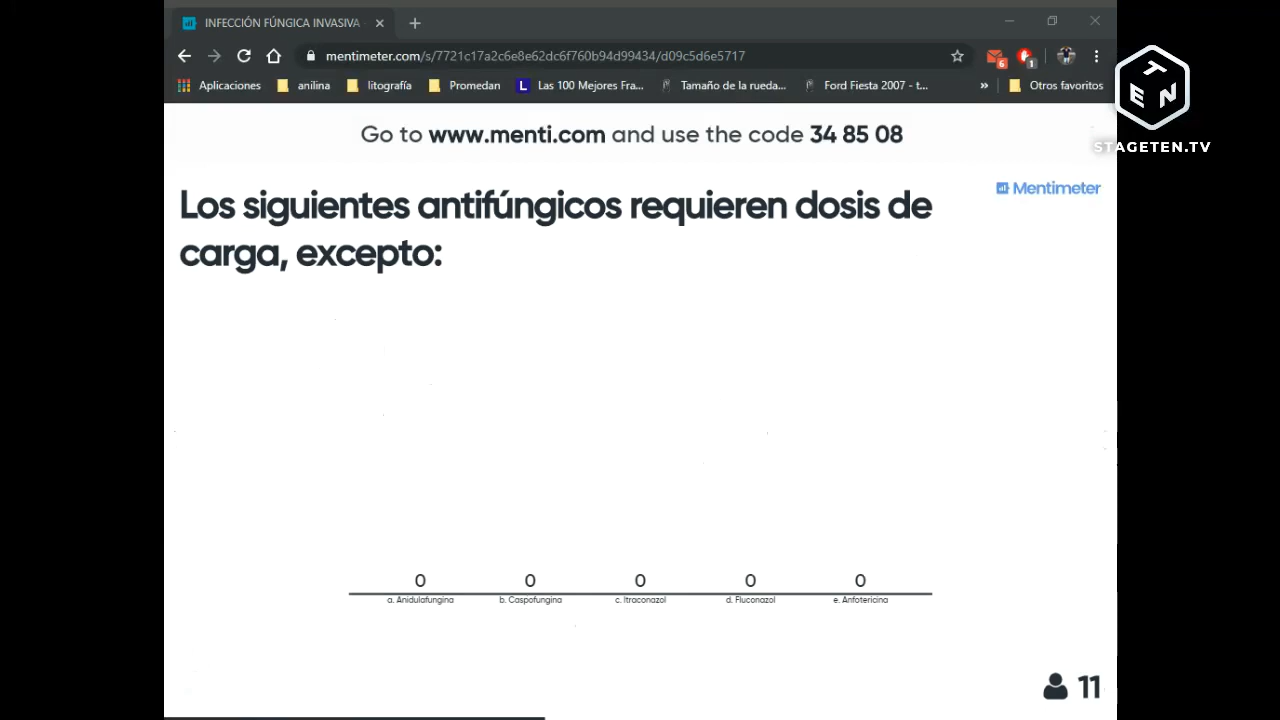 INFECCIÓN FÚNGICA INVASIVA
mentimeter.com/s/7721c17a2c6e8e62dc6f760b94d99434/d09c5d6e5717
6
1
Aplicaciones anilina litografía Promedan L Las 100 Mejores Fra... Tamaño de la rueda... Ford Fiesta 2007 - t... » Otros favoritos
T
EN
STAGETEN.TV
Go to www.menti.com and use the code 34 85 08
Mentimeter
Los siguientes antifúngicos requieren dosis de
carga, excepto:
0 0 0 0 0
a. Anidulafungina b. Caspofungina c. Itraconazol d. Fluconazol e. Anfotericina
11